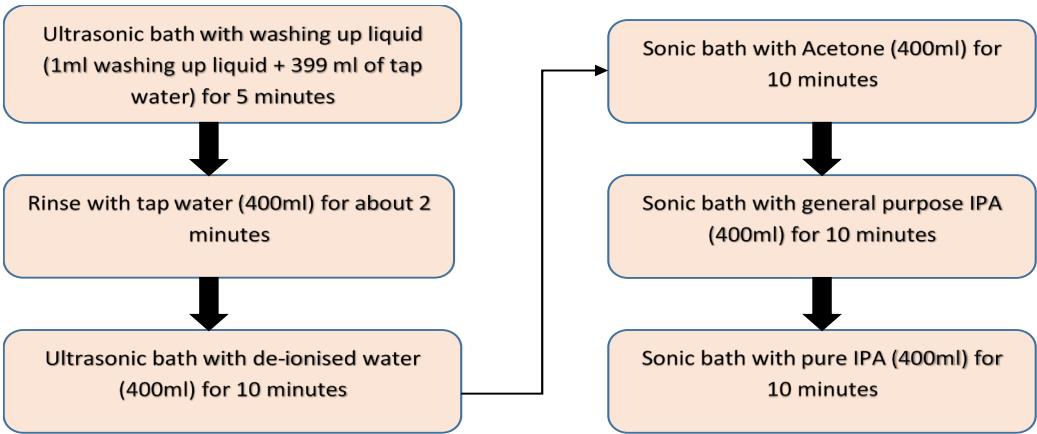 Ultrasonic bath with washing up liquid
(1ml washing up liquid + 399 ml of tap
water) for 5 minutes
Rinse with tap water (400ml) for about 2
minutes
Ultrasonic bath with de-ionised water
(400ml) for 10 minutes
Sonic bath with Acetone (400ml) for
10 minutes
Sonic bath with general purpose IPA
(400ml) for 10 minutes
Sonic bath with pure IPA (400ml) for
10 minutes